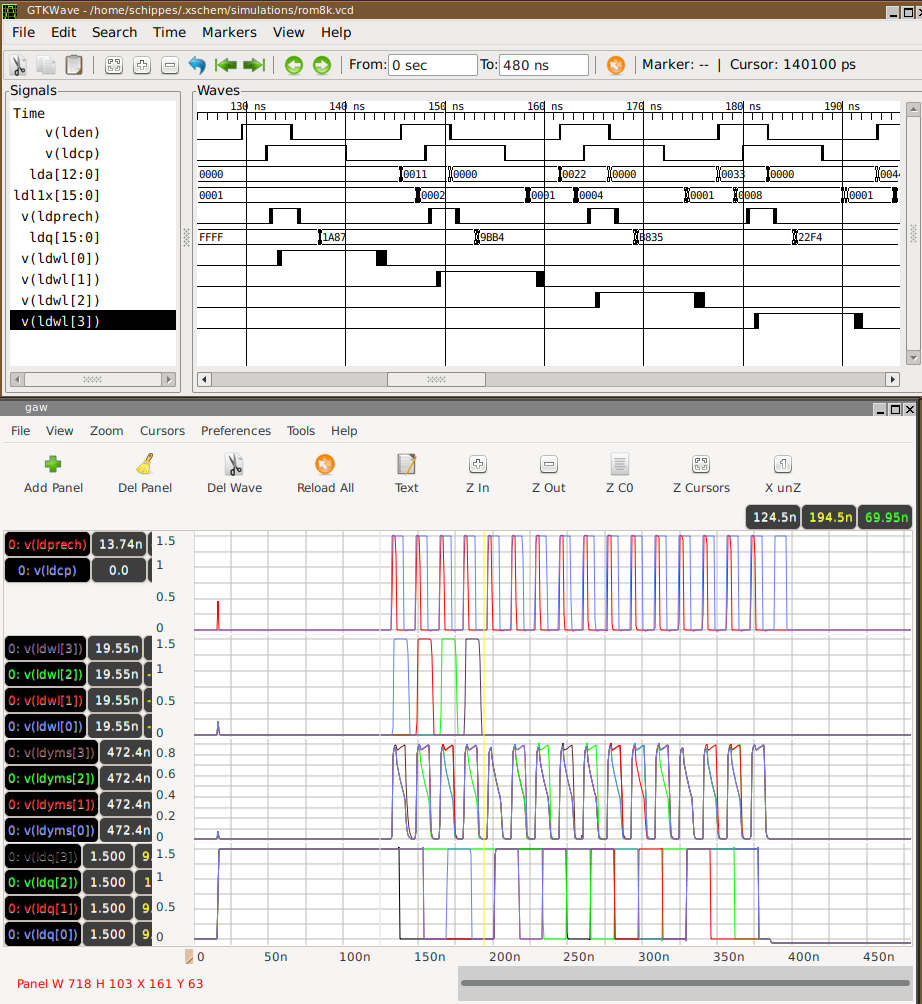 GTKWave - /home/schippes/.xschem/simulations/rom8k.vcd
File Edit Search Time Markers View Help
From: 0 sec To: 480 ns Marker: -- | Cursor: 140100 ps
Signals Waves
130 ns 140 ns 150 ns 160 ns 170 ns 180 ns 190 ns
Time
v(lden)
v(ldcp)
lda[12:0] 0000 0011 0000 0022 0000 0033 0000 0044
ldl1x[15:0] 0001 0002 0001 0004 0001 0008 0001
v(ldprech)
ldq[15:0] FFFF 1A87 9BB4 B835 22F4
v(ldwl[0])
v(ldwl[1])
v(ldwl[2])
v(ldwl[3])
gaw
File View Zoom Cursors Preferences Tools Help
Add Panel Del Panel Del Wave Reload All Text Z In Z Out Z C0 Z Cursors X unZ
124.5n 194.5n 69.95n
0: v(ldprech) 13.74n 1.5
0: v(ldcp) 0.0 1
0.5
0
0: v(ldwl[3]) 19.55n 1.5
0: v(ldwl[2]) 19.55n - 1
0: v(ldwl[1]) 19.55n - 0.5
0: v(ldwl[0]) 19.55n - 0
0: v(ldyms[3]) 472.4n 0.8
0: v(ldyms[2]) 472.4n 0.6
0: v(ldyms[1]) 472.4n 0.4
0.2
0: v(ldyms[0]) 472.4n 0
0: v(ldq[3]) 1.500 9. 1.5
0: v(ldq[2]) 1.500 1
0: v(ldq[1]) 1.500 9. 0.5
0: v(ldq[0]) 1.500 9. 0
0 50n 100n 150n 200n 250n 300n 350n 400n 450n
Panel W 718 H 103 X 161 Y 63